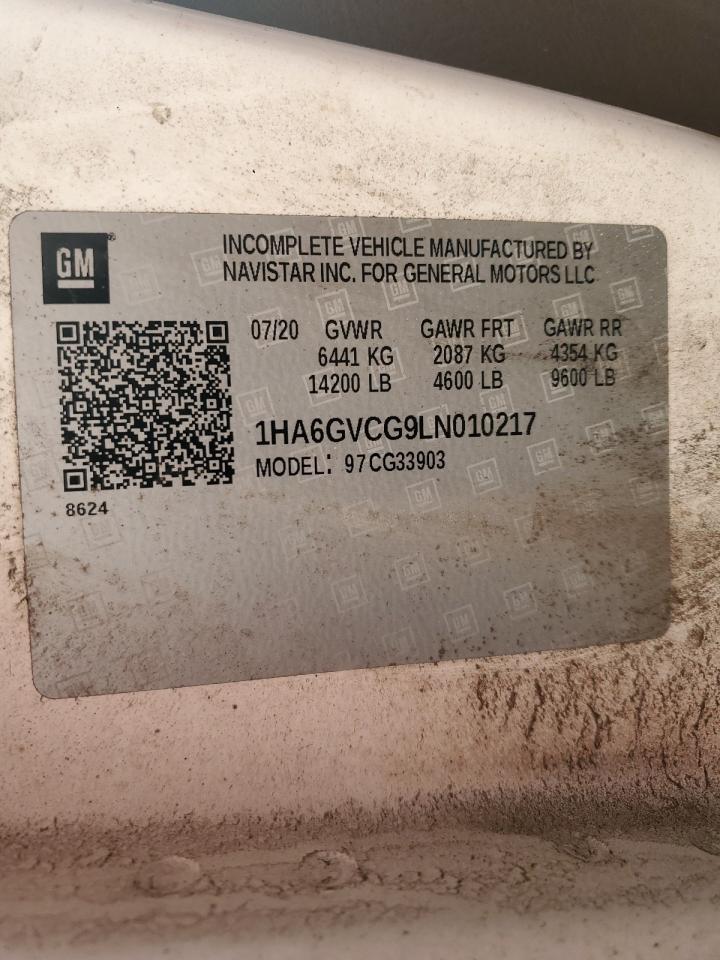 GM
INCOMPLETE VEHICLE MANUFACTURED BY
NAVISTAR INC. FOR GENERAL MOTORS LLC
07/20 GVWR GAWR FRT GAWR RR
6441 KG 2087 KG 4354 KG
14200 LB 4600 LB 9600 LB
1HA6GVCG9LN010217
MODEL: 97CG33903
8624